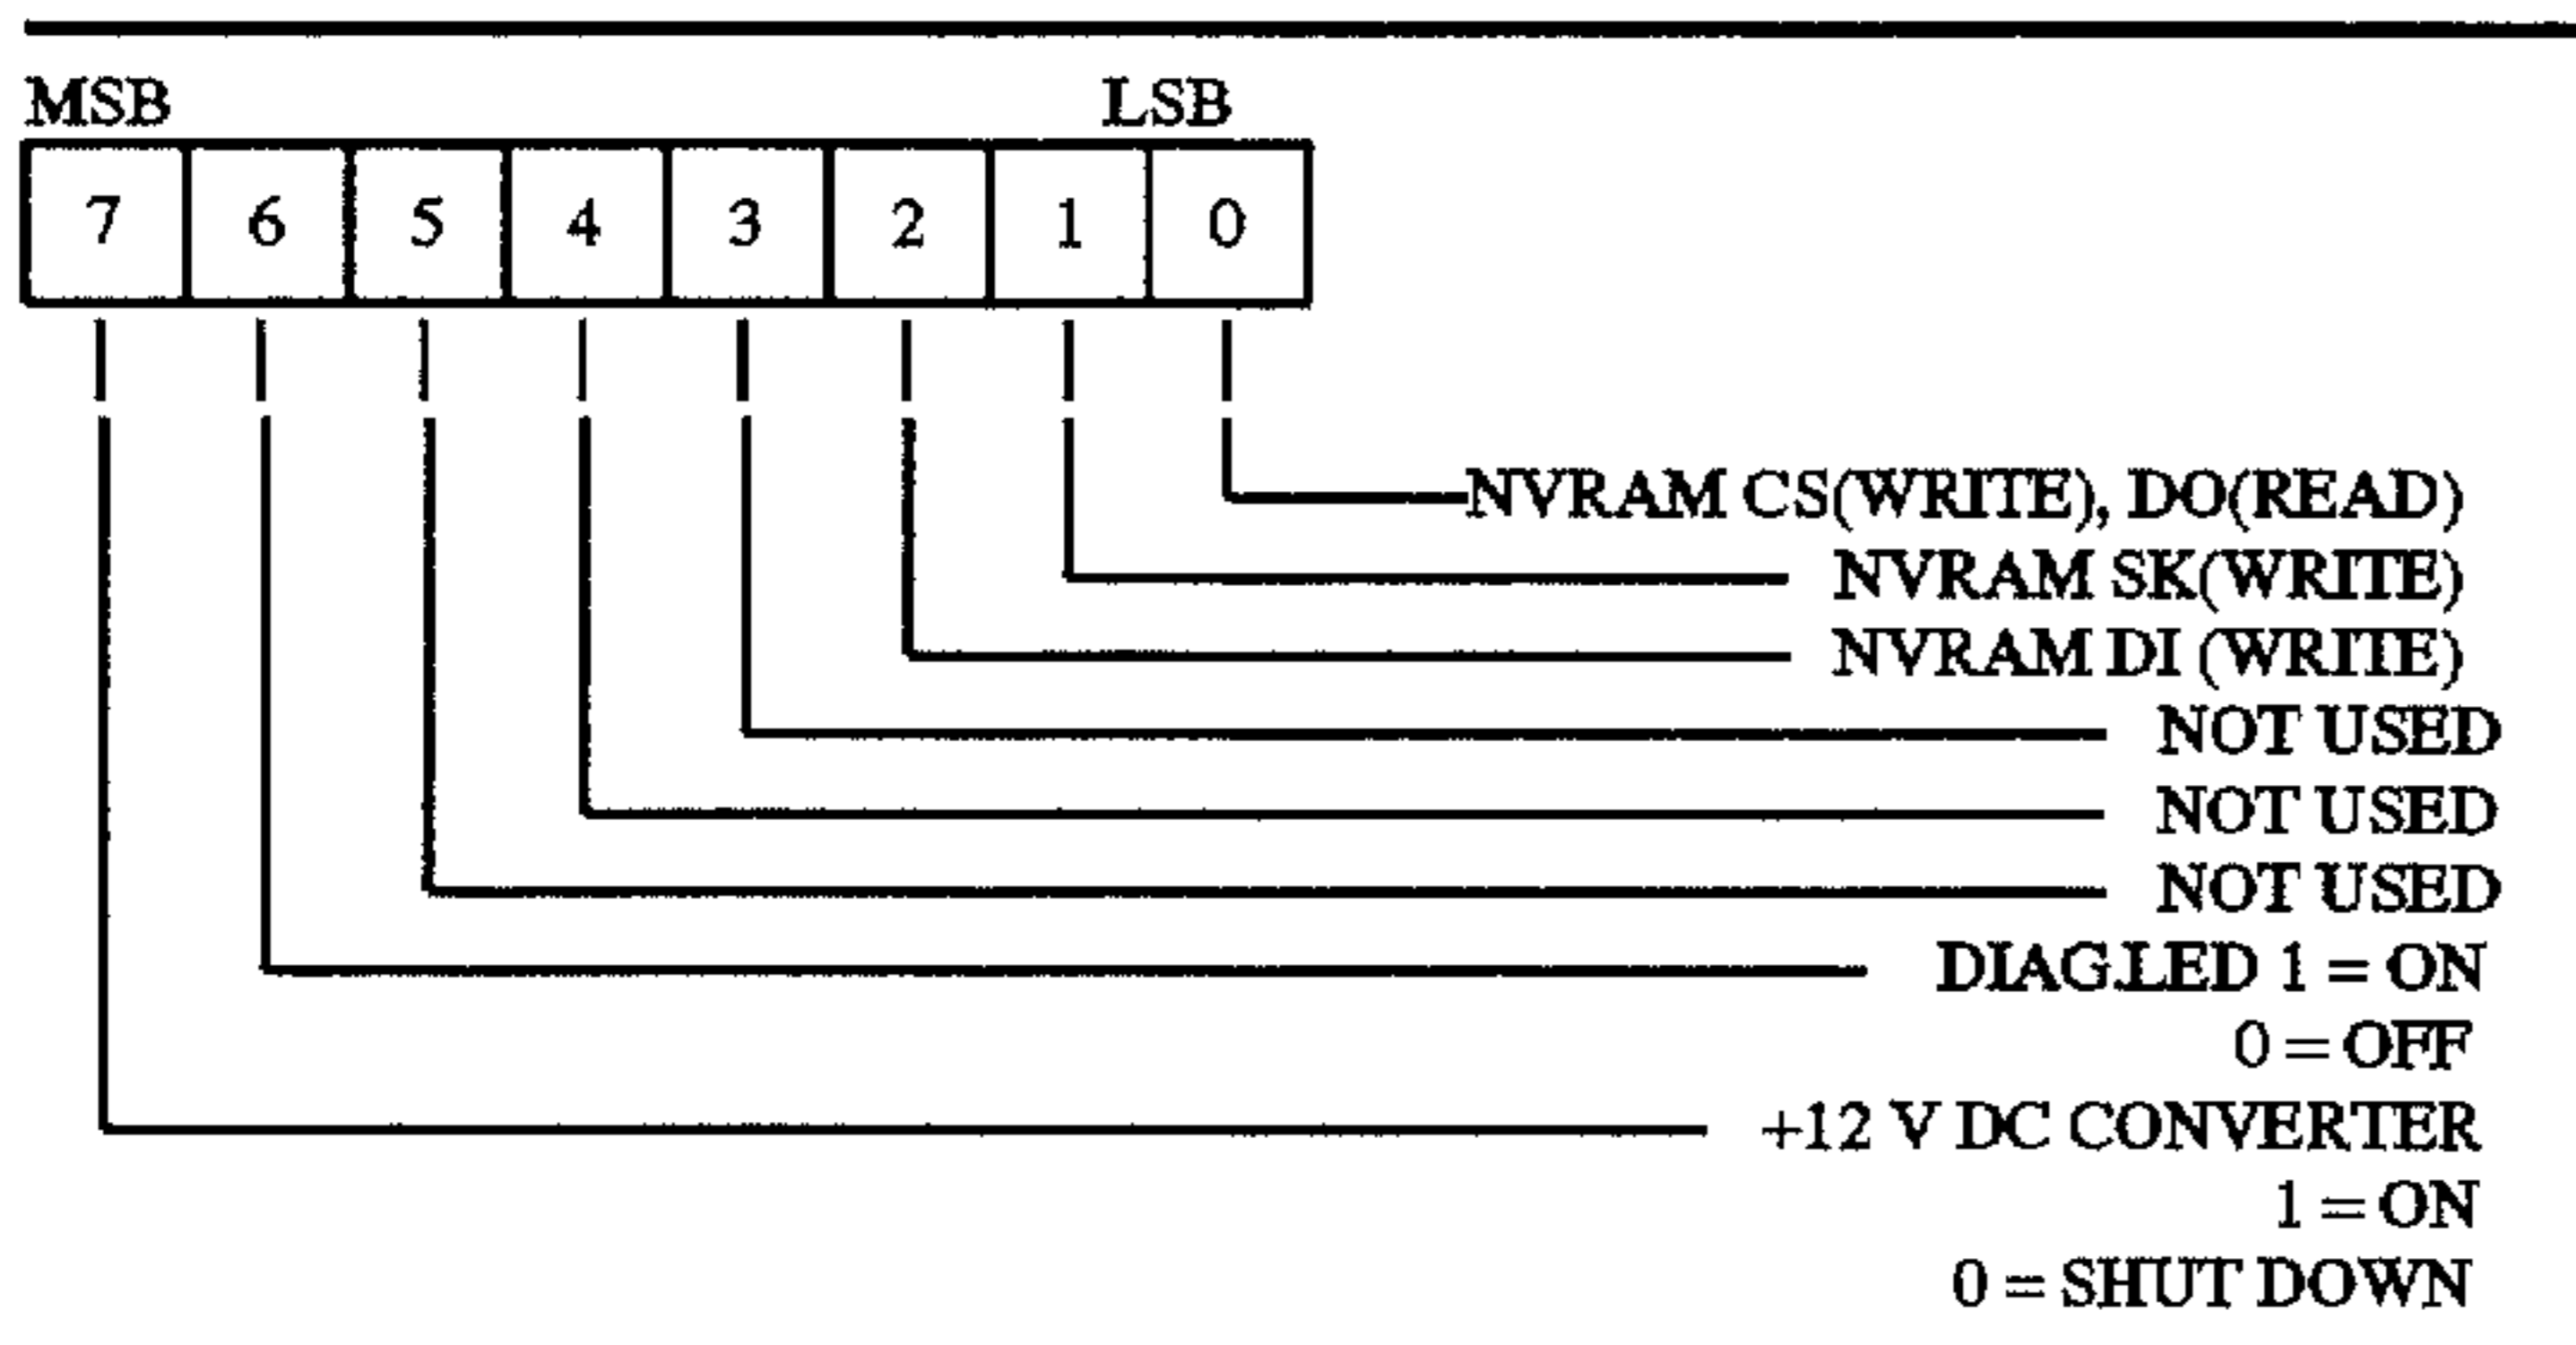 MSB LSB
7 6 5 4 3 2 1 0
NVRAM CS(WRITE), DO(READ)
NVRAM SK(WRITE)
NVRAM DI (WRITE)
NOT USED
NOT USED
NOT USED
DIAG.LED 1 = ON
0 = OFF
+12 V DC CONVERTER
1 = ON
0 = SHUT DOWN